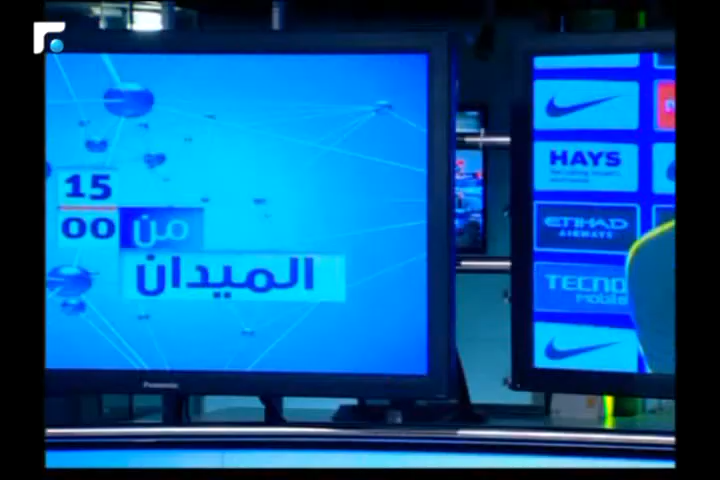 15
00
من
الميدان
Panasonic
HAYS
ETIHAD
AIRWAYS
TECNO
mobile